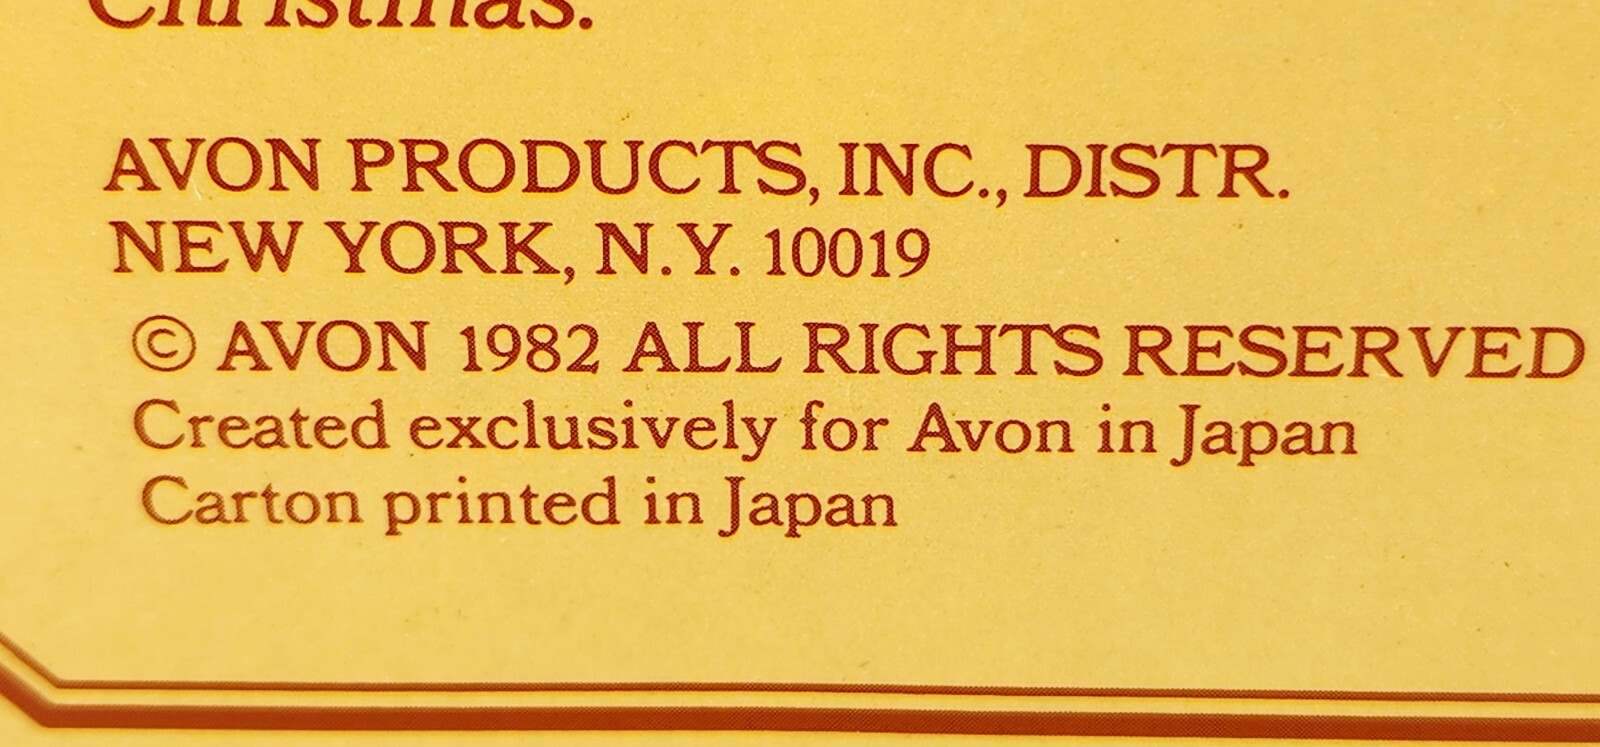 Christmas.
AVON PRODUCTS, INC., DISTR.
NEW YORK, N.Y. 10019
© AVON 1982 ALL RIGHTS RESERVED
Created exclusively for Avon in Japan
Carton printed in Japan